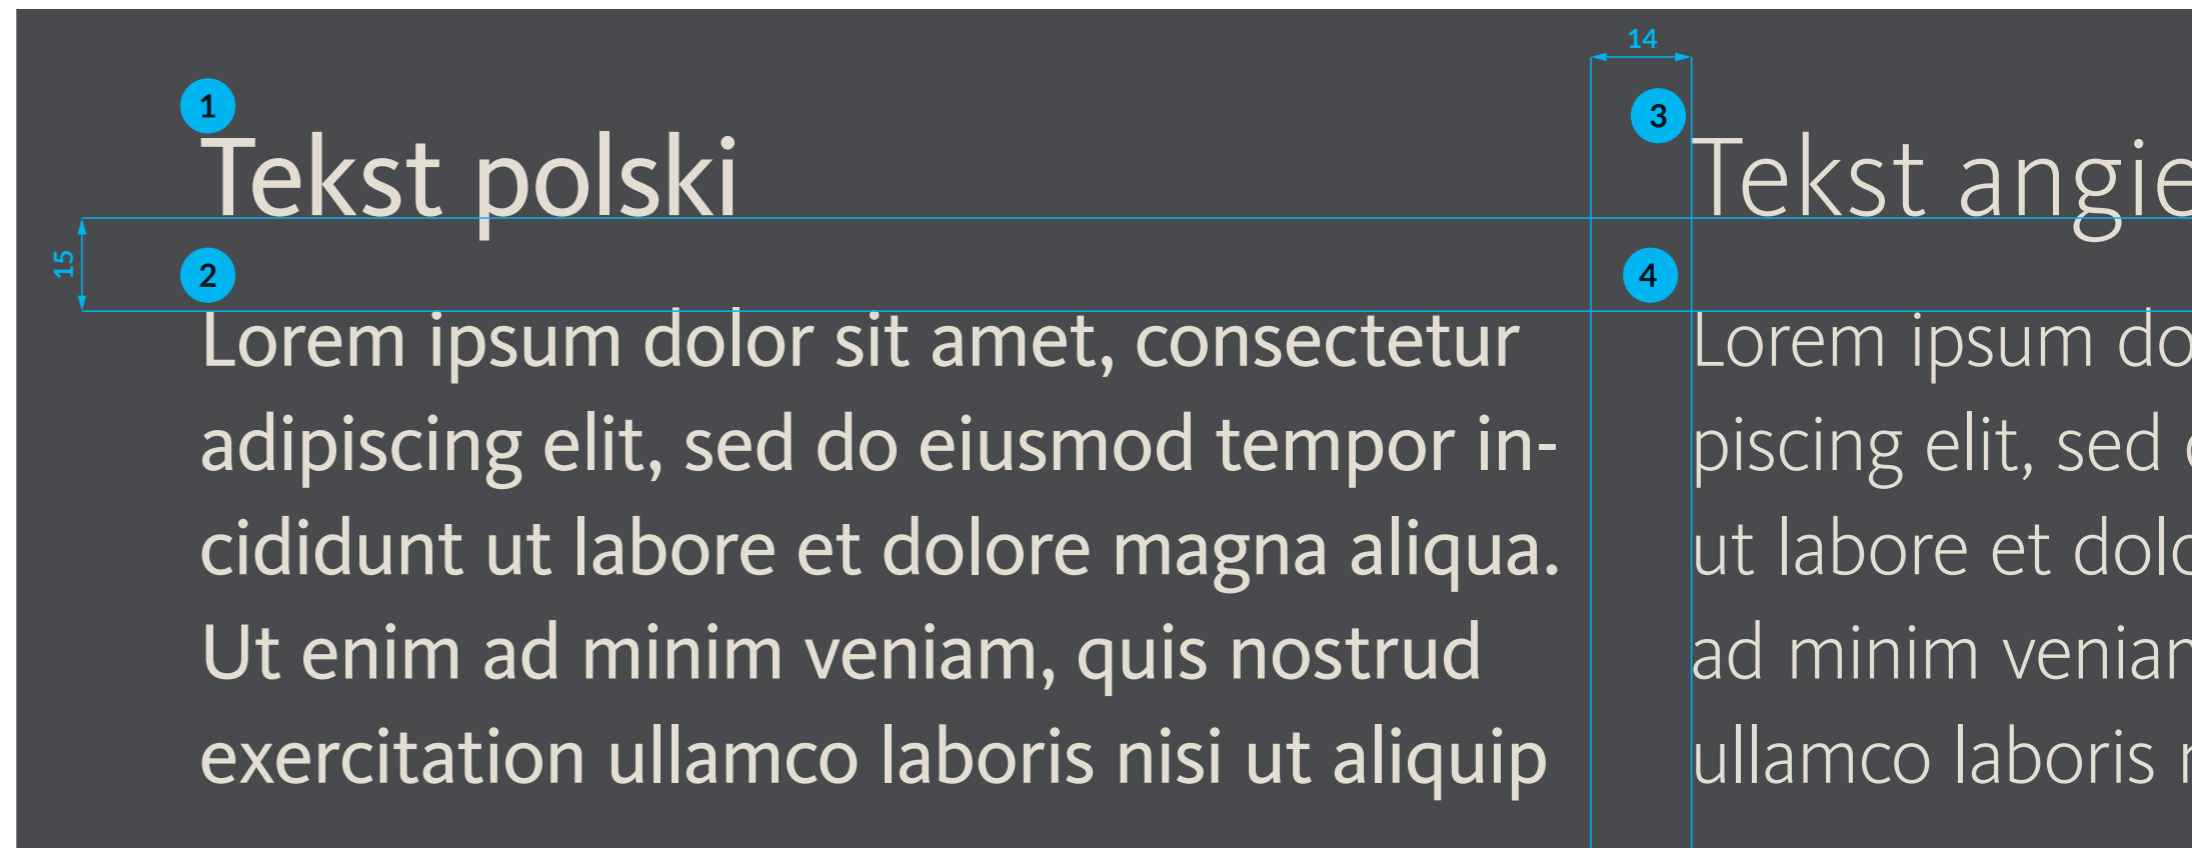 14
1
3
Tekst polski
Tekst angie
15
2
4
Lorem ipsum dolor sit amet, consectetur
adipiscing elit, sed do eiusmod tempor in-
cididunt ut labore et dolore magna aliqua.
Ut enim ad minim veniam, quis nostrud
exercitation ullamco laboris nisi ut aliquip
Lorem ipsum do
piscing elit, sed
ut labore et dolo
ad minim veniam
ullamco laboris